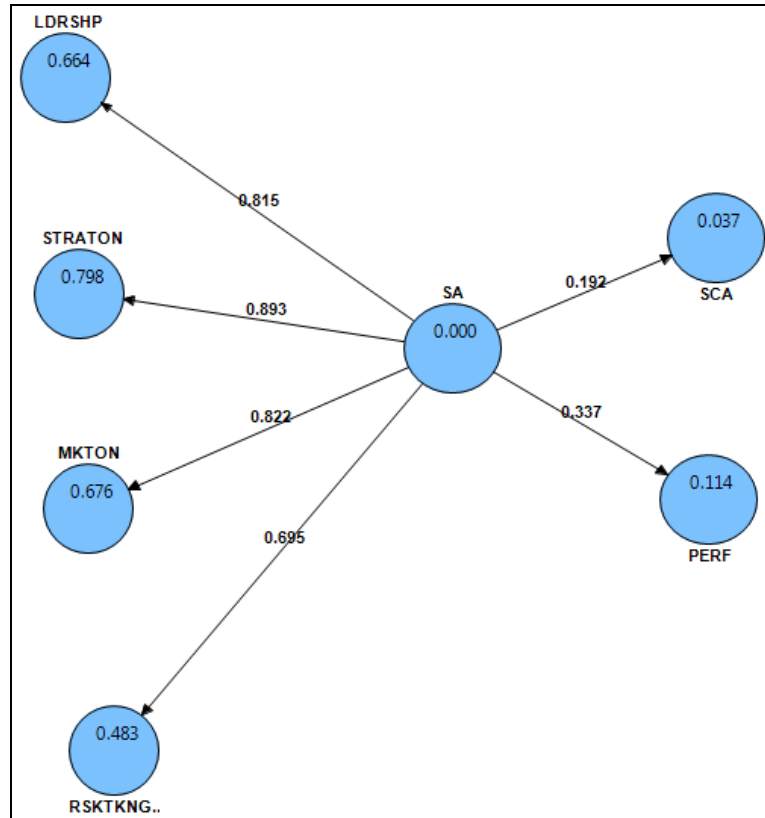 LDRSHP
0.664
0.815
STRATON
0.798
0.893
SA
0.000
0.037
0.192
SCA
0.822
MKTON
0.676
0.337
0.114
PERF
0.695
0.483
RSKTKNG..